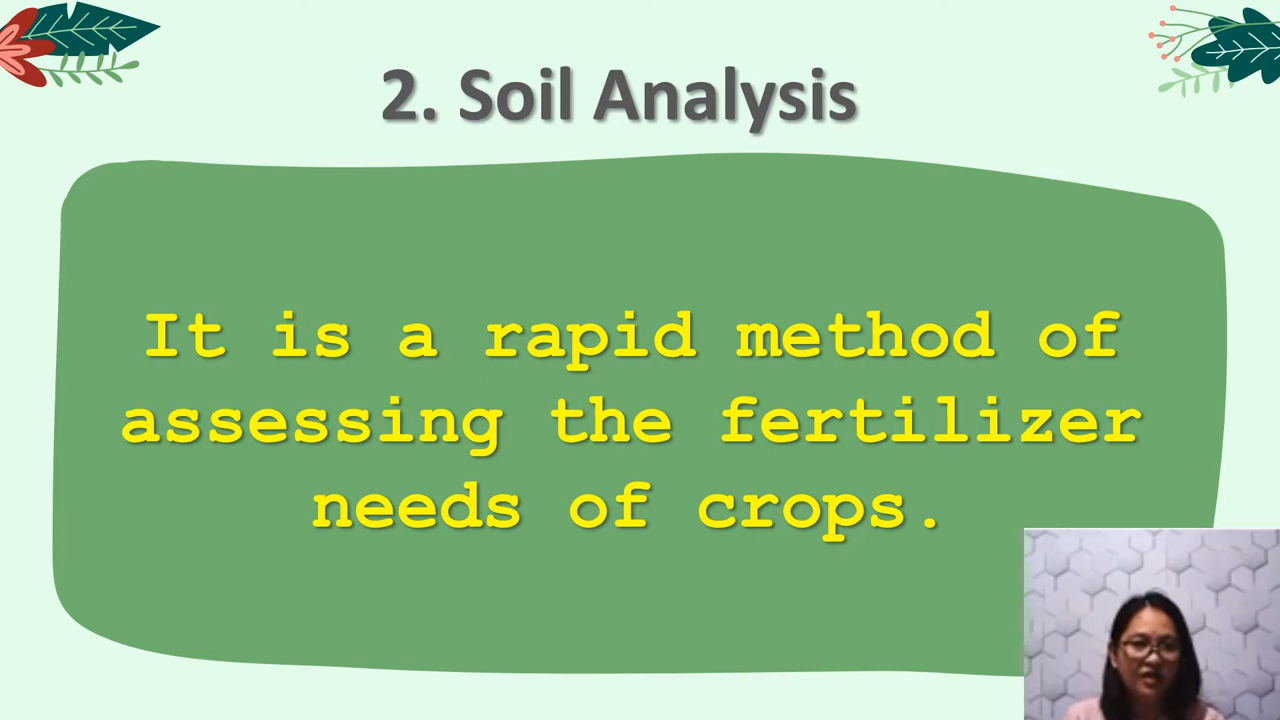 2. Soil Analysis
It is a rapid method of
assessing the fertilizer
needs of crops.